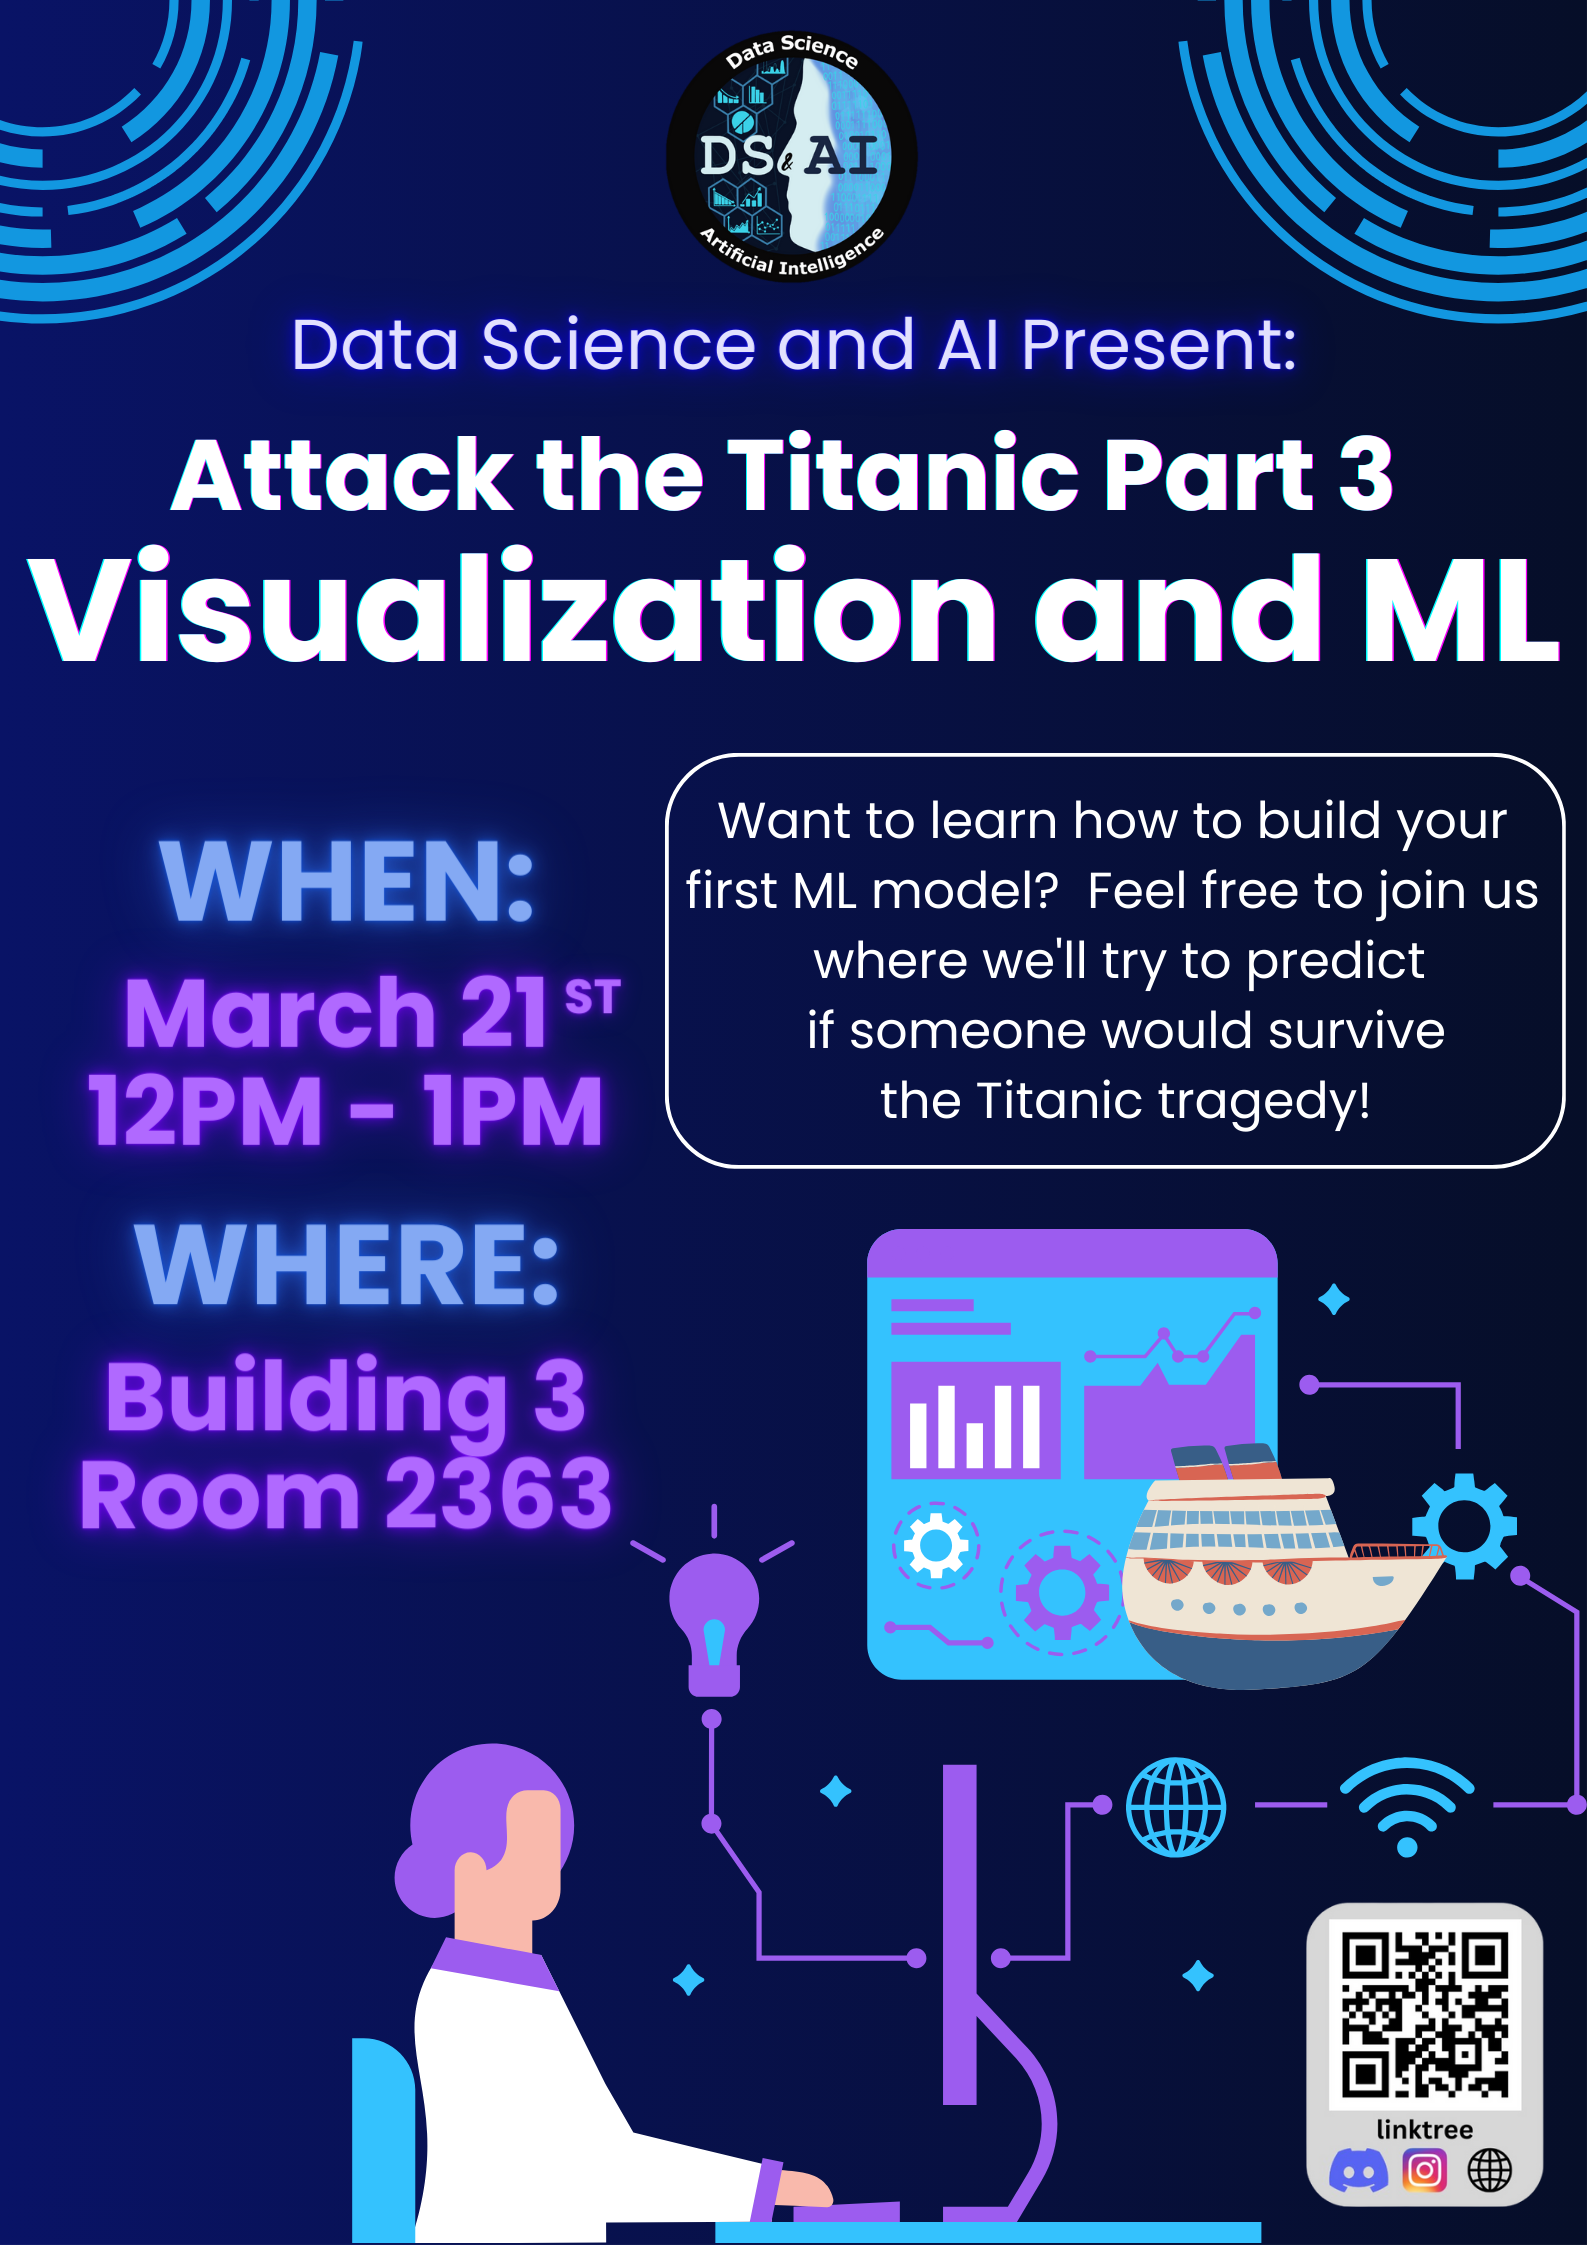 Data Science
DS & AI
Artificial Intelligence
Data Science and AI Present:
Attack the Titanic Part 3
Visualization and ML
WHEN:
March 21 ST
12PM - 1PM
WHERE:
Building 3
Room 2363
Want to learn how to build your
first ML model? Feel free to join us
where we'll try to predict
if someone would survive
the Titanic tragedy!
linktree